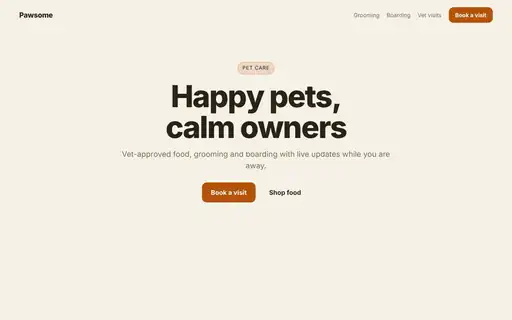 Pawsome
Grooming Boarding Vet visits Book a visit
PET CARE
Happy pets,
calm owners
Vet-approved food, grooming and boarding with live updates while you are
away.
Book a visit Shop food